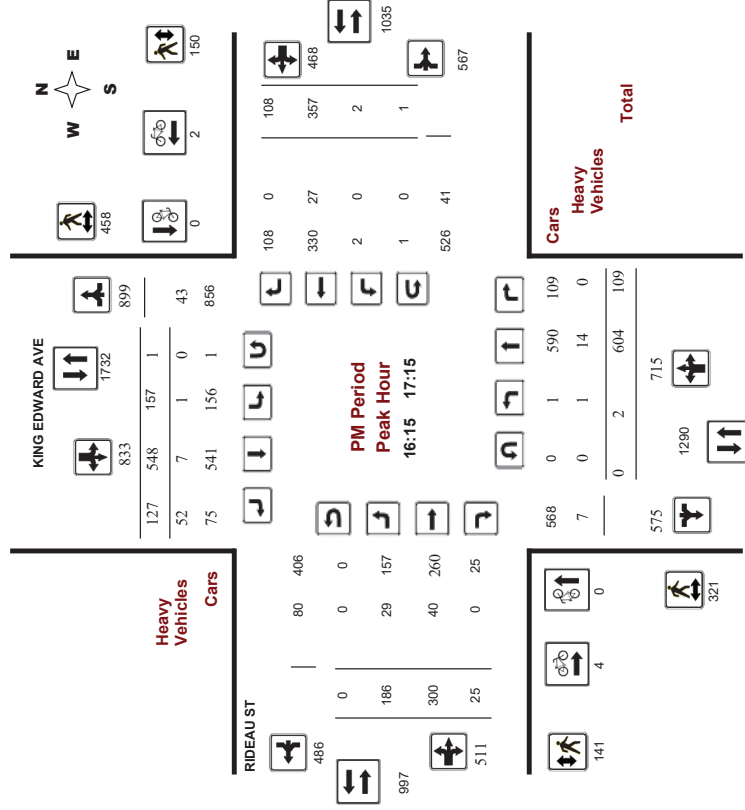 KING EDWARD AVE
N
W E
S
458
150
0
2
833
1732
899
127 548 157 1
52 7 1 0 43
75 541 156 1 856
Heavy
Vehicles
Cars
RIDEAU ST
486
997
511
80 406
0 0 0
186 29 157
300 40 260
25 0 25
PM Period
Peak Hour
16:15 17:15
108 0 108
330 27 357
2 0 2
1 0 1
526 41
468
1035
567
Cars
Heavy
Vehicles
Total
568 0 1 590 109
7 0 1 14 0
0 2 604 109
575
1290
715
141
4
0
321